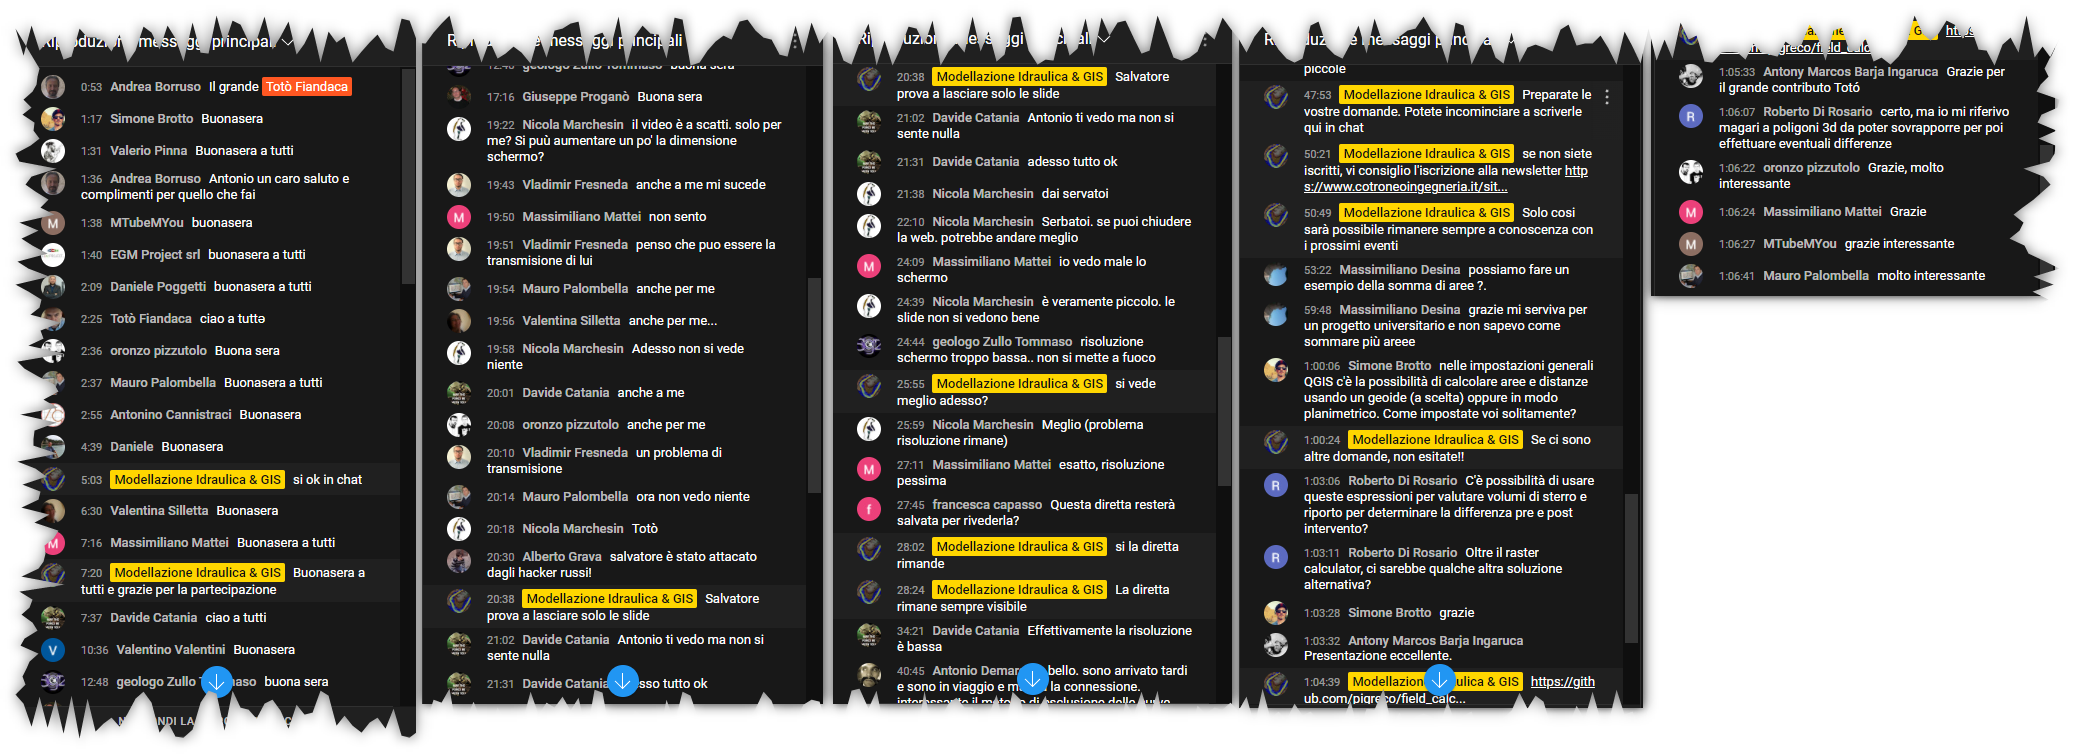 Riproduzione messaggi principali
0:53 Andrea Borruso Il grande Totò Fiandaca
1:17 Simone Brotto Buonasera
1:31 Valerio Pinna Buonasera a tutti
1:36 Andrea Borruso Antonio un caro saluto e
complimenti per quello che fai
M 1:38 MTubeMYou buonasera
1:40 EGM Project srl buonasera a tutti
2:09 Daniele Poggetti buonasera a tutti
2:25 Totò Fiandaca ciao a tuttə
2:36 oronzo pizzutolo Buona sera
2:37 Mauro Palombella Buonasera a tutti
2:55 Antonino Cannistraci Buonasera
4:39 Daniele Buonasera
5:03 Modellazione Idraulica & GIS si ok in chat
6:30 Valentina Silletta Buonasera
M 7:16 Massimiliano Mattei Buonasera a tutti
7:20 Modellazione Idraulica & GIS Buonasera a
tutti e grazie per la partecipazione
7:37 Davide Catania ciao a tutti
V 10:36 Valentino Valentini Buonasera
12:48 geologo Zullo buona sera
messaggi principali
geologo Zullo Tommaso buona sera
17:16 Giuseppe Proganò Buona sera
19:22 Nicola Marchesin il video è a scatti. solo per
me? Si può aumentare un po' la dimensione
schermo?
19:43 Vladimir Fresneda anche a me mi sucede
M 19:50 Massimiliano Mattei non sento
19:51 Vladimir Fresneda penso che puo essere la
transmisione di lui
19:54 Mauro Palombella anche per me
19:56 Valentina Silletta anche per me...
19:58 Nicola Marchesin Adesso non si vede
niente
20:01 Davide Catania anche a me
20:08 oronzo pizzutolo anche per me
20:10 Vladimir Fresneda un problema di
transmisione
20:14 Mauro Palombella ora non vedo niente
20:18 Nicola Marchesin Totò
20:30 Alberto Grava salvatore è stato attacato
dagli hacker russi!
20:38 Modellazione Idraulica & GIS Salvatore
prova a lasciare solo le slide
21:02 Davide Catania Antonio ti vedo ma non si
sente nulla
21:31 Davide tutto ok
20:38 Modellazione Idraulica & GIS Salvatore
prova a lasciare solo le slide
21:02 Davide Catania Antonio ti vedo ma non si
sente nulla
21:31 Davide Catania adesso tutto ok
21:38 Nicola Marchesin dai servatoi
22:10 Nicola Marchesin Serbatoi. se puoi chiudere
la web. potrebbe andare meglio
M 24:09 Massimiliano Mattei io vedo male lo
schermo
24:39 Nicola Marchesin è veramente piccolo. le
slide non si vedono bene
24:44 geologo Zullo Tommaso risoluzione
schermo troppo bassa.. non si mette a fuoco
25:55 Modellazione Idraulica & GIS si vede
meglio adesso?
25:59 Nicola Marchesin Meglio (problema
risoluzione rimane)
M 27:11 Massimiliano Mattei esatto, risoluzione
pessima
f 27:45 francesca capasso Questa diretta resterà
salvata per rivederla?
28:02 Modellazione Idraulica & GIS si la diretta
rimande
28:24 Modellazione Idraulica & GIS La diretta
rimane sempre visibile
34:21 Davide Catania Effettivamente la risoluzione
è bassa
40:45 Antonio bello. sono arrivato tardi
e sono in viaggio e la connessione.
piccole
47:53 Modellazione Idraulica & GIS Preparate le
vostre domande. Potete incominciare a scriverle
qui in chat
50:21 Modellazione Idraulica & GIS se non siete
iscritti, vi consiglio l'iscrizione alla newsletter http
s://www.cotroneoingegneria.it/sit...
50:49 Modellazione Idraulica & GIS Solo cosi
sarà possibile rimanere sempre a conoscenza con
i prossimi eventi
53:22 Massimiliano Desina possiamo fare un
esempio della somma di aree ?.
59:48 Massimiliano Desina grazie mi serviva per
un progetto universitario e non sapevo come
sommare più areee
1:00:06 Simone Brotto nelle impostazioni generali
QGIS c'è la possibilità di calcolare aree e distanze
usando un geoide (a scelta) oppure in modo
planimetrico. Come impostate voi solitamente?
1:00:24 Modellazione Idraulica & GIS Se ci sono
altre domande, non esitate!!
R 1:03:06 Roberto Di Rosario C'è possibilità di usare
queste espressioni per valutare volumi di sterro e
riporto per determinare la differenza pre e post
intervento?
R 1:03:11 Roberto Di Rosario Oltre il raster
calculator, ci sarebbe qualche altra soluzione
alternativa?
1:03:28 Simone Brotto grazie
1:03:32 Antony Marcos Barja Ingaruca
Presentazione eccellente.
1:04:39 Idraulica & GIS https://gith
ub.com/pigreco/field_calc...
1:05:33 Antony Marcos Barja Ingaruca Grazie per
il grande contributo Totó
R 1:06:07 Roberto Di Rosario certo, ma io mi riferivo
magari a poligoni 3d da poter sovrapporre per poi
effettuare eventuali differenze
1:06:22 oronzo pizzutolo Grazie, molto
interessante
M 1:06:24 Massimiliano Mattei Grazie
M 1:06:27 MTubeMYou grazie interessante
1:06:41 Mauro Palombella molto interessante